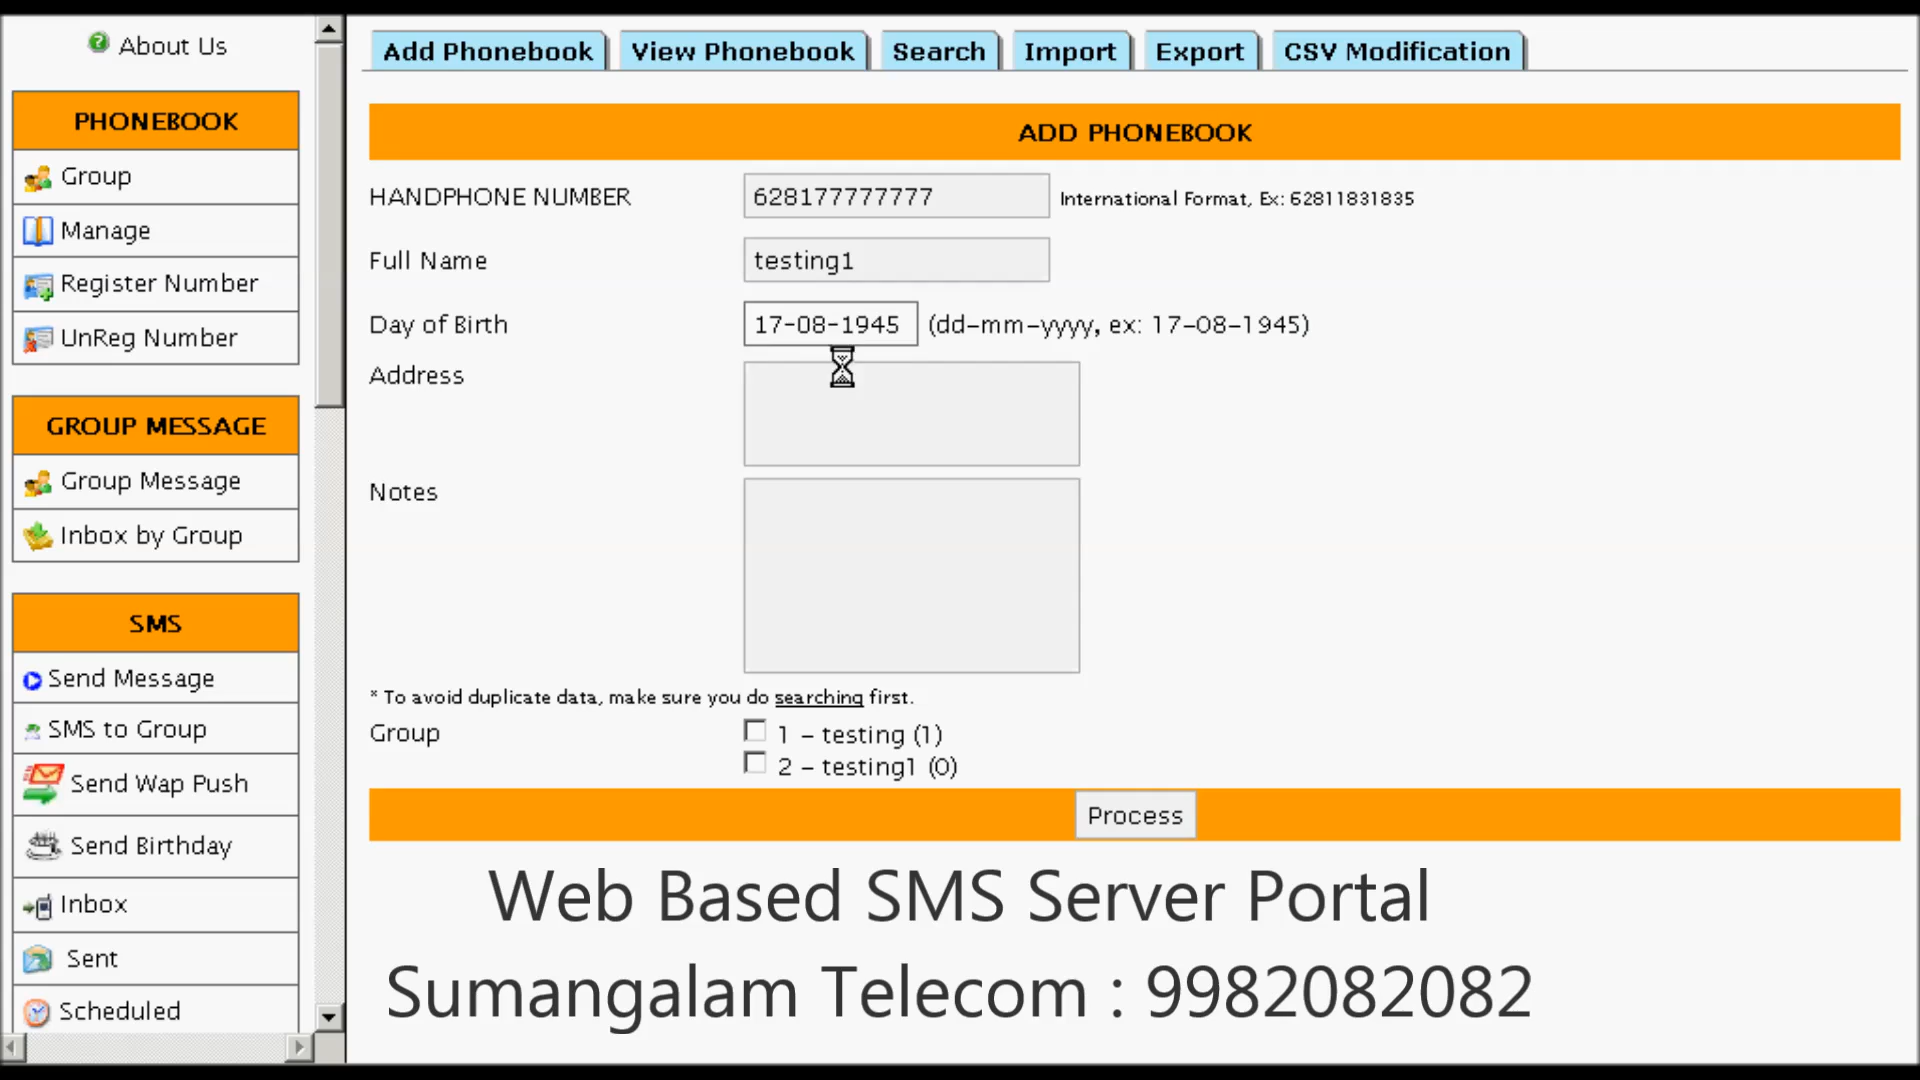 About Us
PHONEBOOK
Group
Manage
Register Number
UnReg Number
GROUP MESSAGE
Group Message
Inbox by Group
SMS
Send Message
SMS to Group
Send Wap Push
Send Birthday
Inbox
Sent
Scheduled
Add Phonebook View Phonebook Search Import Export CSV Modification
ADD PHONEBOOK
HANDPHONE NUMBER 628177777777 International Format, Ex: 62811831835
Full Name testing1
Day of Birth 17-08-1945 (dd-mm-yyyy, ex: 17-08-1945)
Address
Notes
* To avoid duplicate data, make sure you do searching first.
Group 1 - testing (1)
2 - testing1 (0)
Process
Web Based SMS Server Portal
Sumangalam Telecom : 9982082082